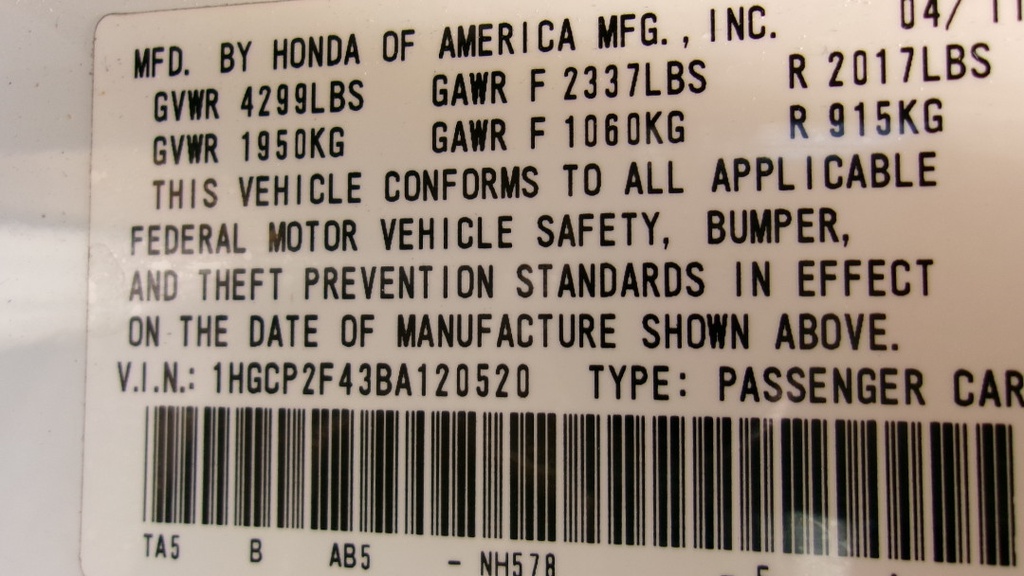 04/11
MFD. BY HONDA OF AMERICA MFG., INC.
GVWR 4299LBS GAWR F 2337LBS R 2017LBS
GVWR 1950KG GAWR F 1060KG R 915KG
THIS VEHICLE CONFORMS TO ALL APPLICABLE
FEDERAL MOTOR VEHICLE SAFETY, BUMPER,
AND THEFT PREVENTION STANDARDS IN EFFECT
ON THE DATE OF MANUFACTURE SHOWN ABOVE.
V.I.N.: 1HGCP2F43BA120520 TYPE: PASSENGER CAR
TA5 B AB5 - NH578 -